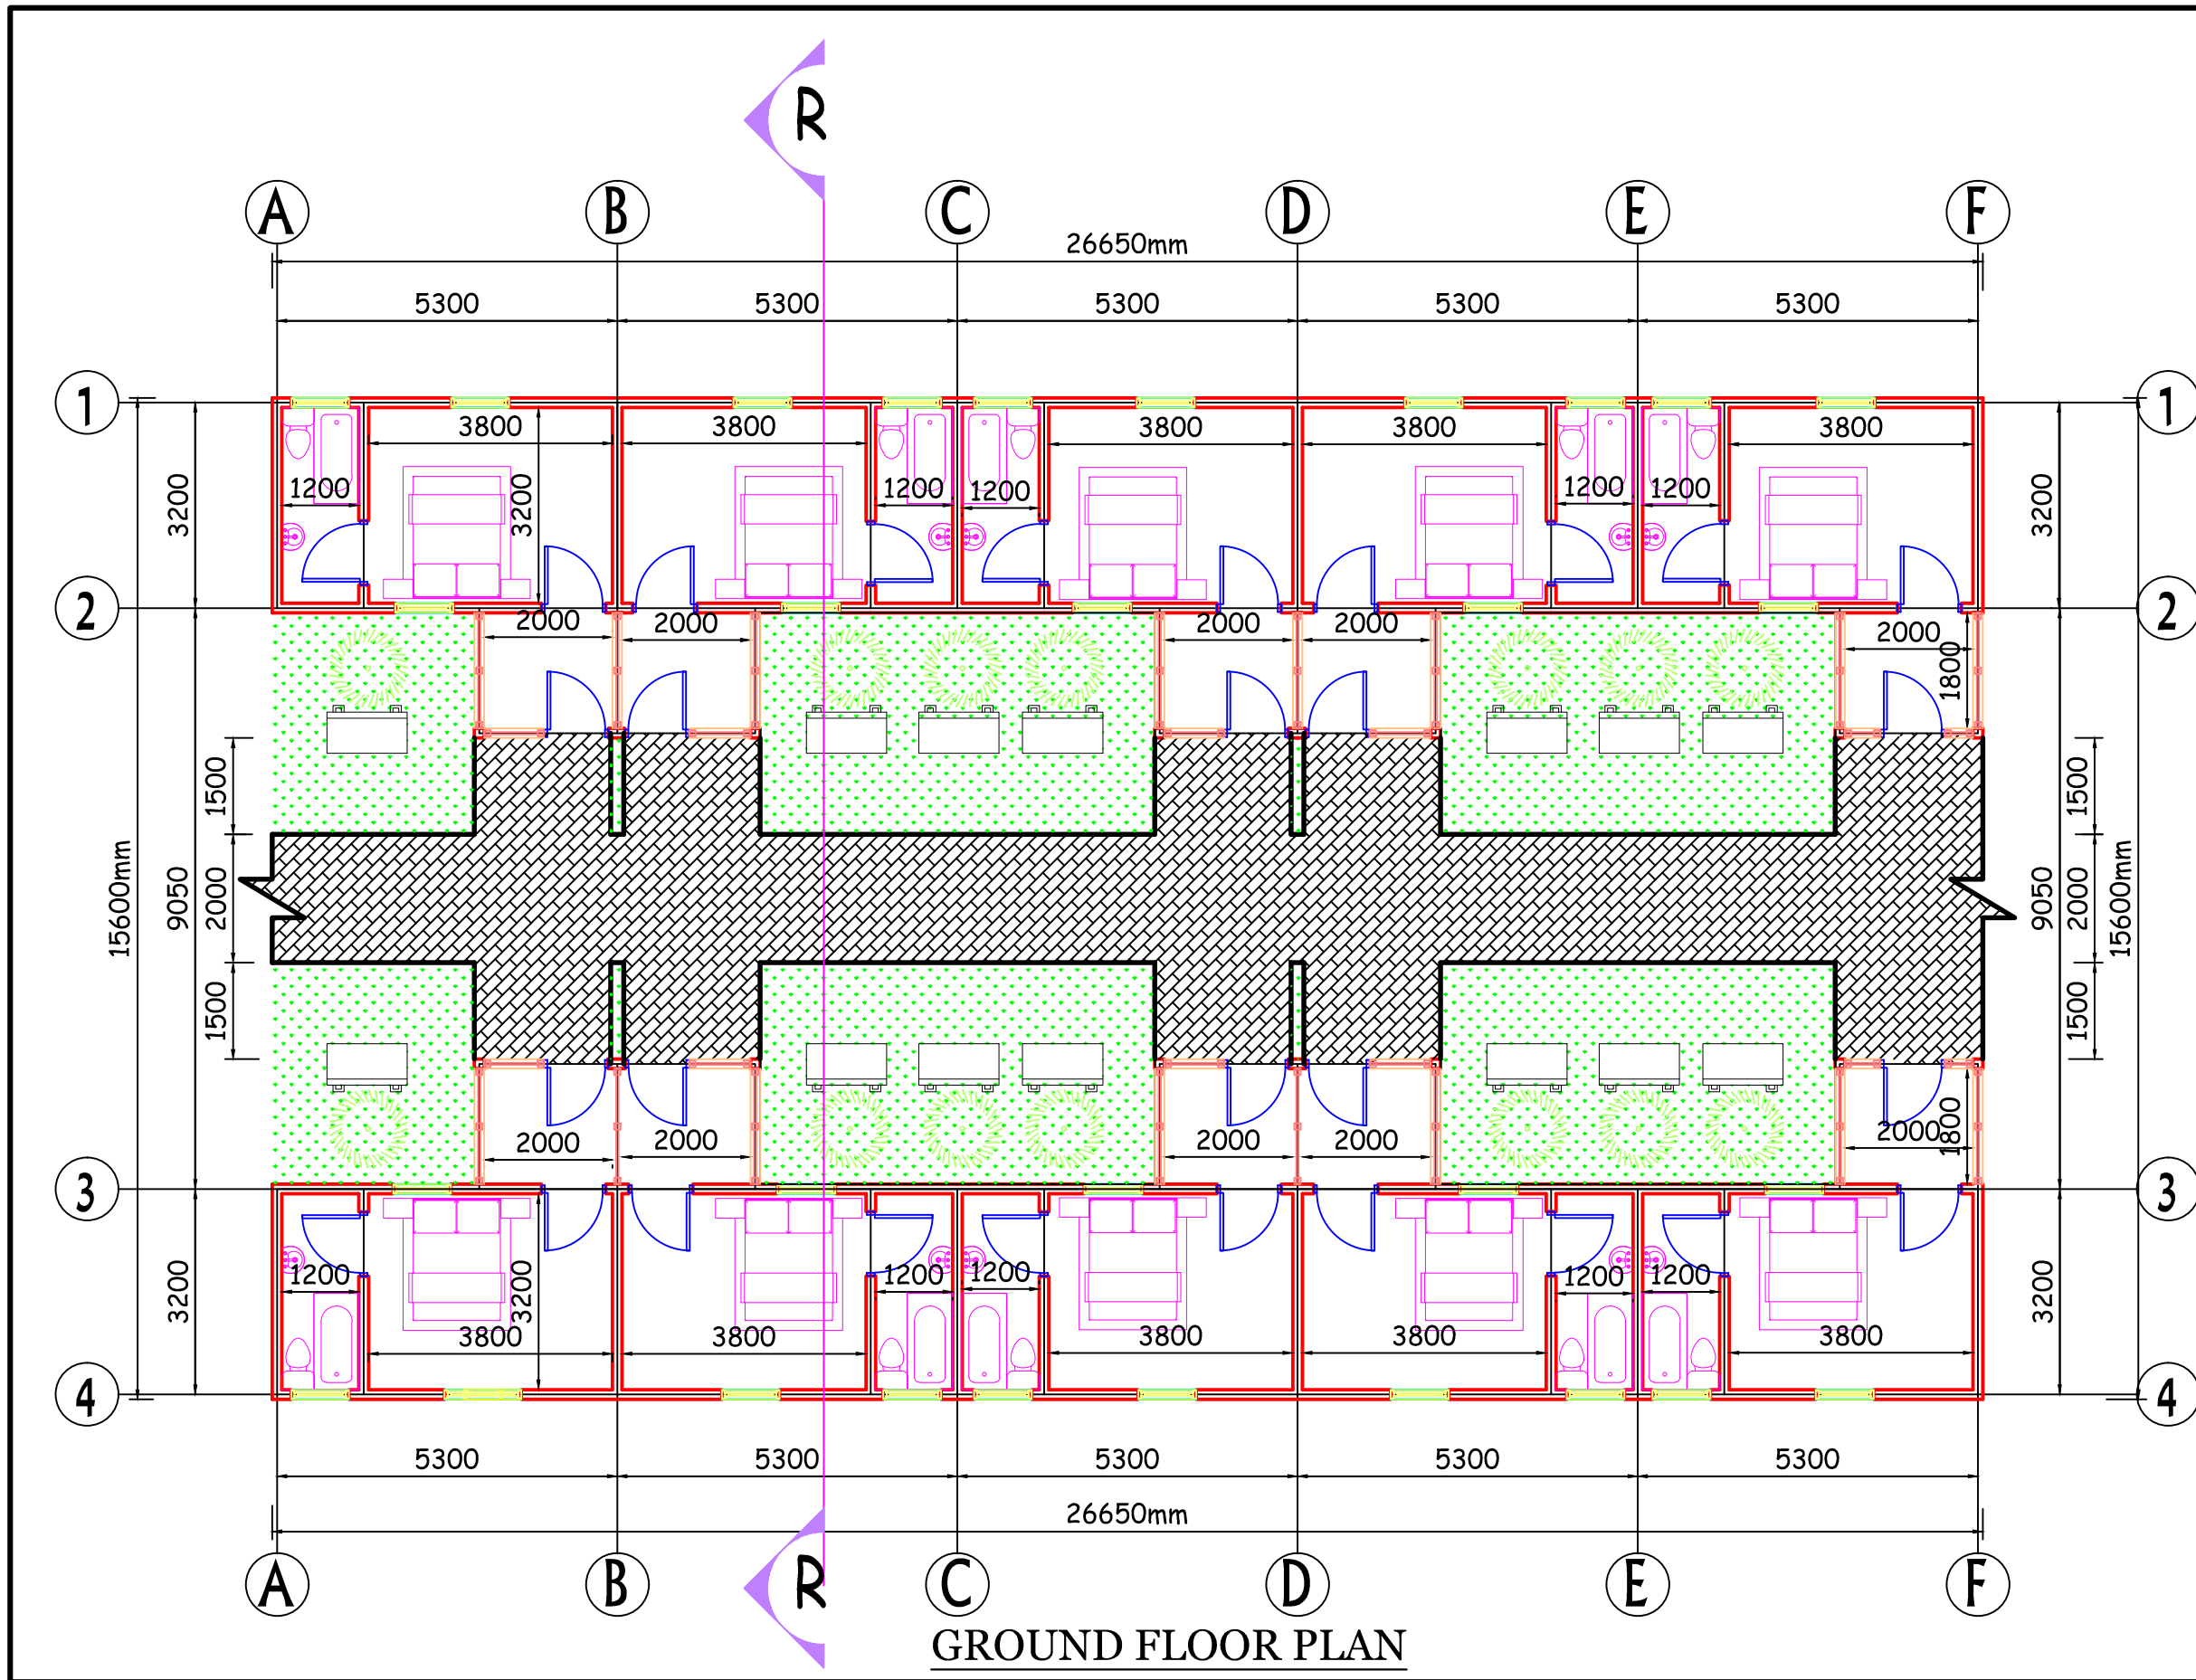 R
A B C D E F
26650mm
5300 5300 5300 5300 5300
1 1
3800 3800 3800 3800 3800
3200 1200 3200 1200 1200 1200 1200 3200
2 2
2000 2000 2000 2000 2000
1800
1500 1500
15600mm 9050 2000 9050 2000 15600mm
1500 1500
2000 2000 2000 2000 2000 1800
3 3
1200 1200 1200 1200 1200
3200 3200 3200
3800 3800 3800 3800 3800
4 4
5300 5300 5300 5300 5300
26650mm
A B R C D E F
GROUND FLOOR PLAN